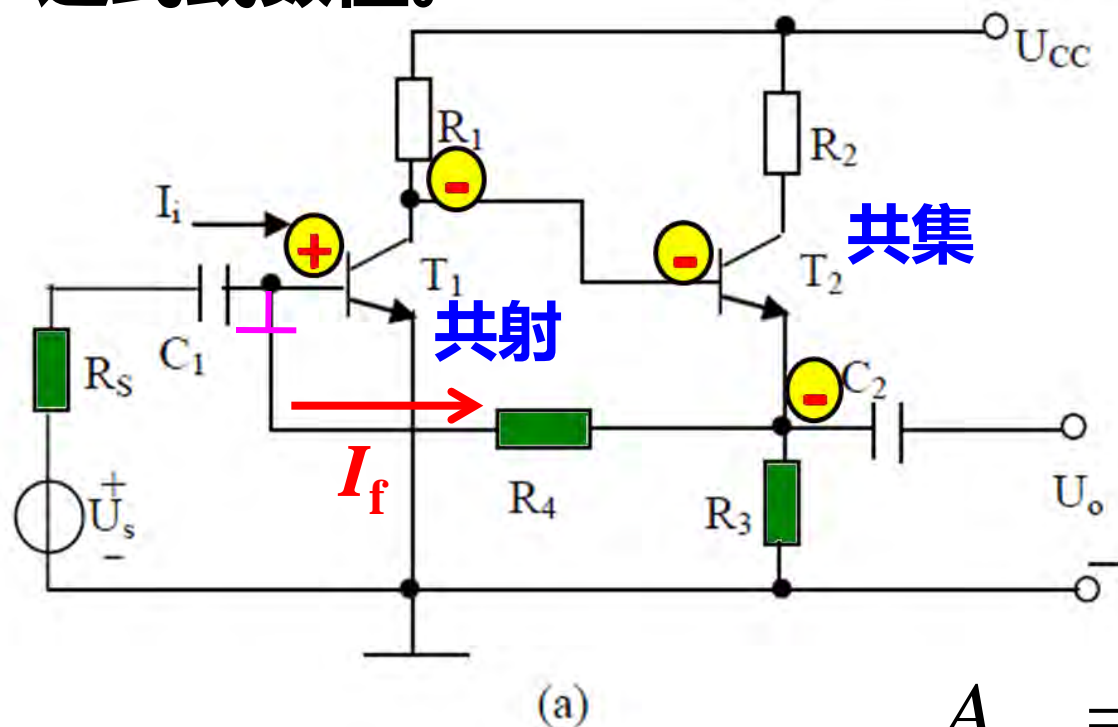 U_CC
R₁
R₂
I_i
+
-
-
共集
T₁
T₂
共射
C₁
C₂
R_S
-
I_f
+
U_s
-
R₄
R₃
U_o
-
(a)
A =